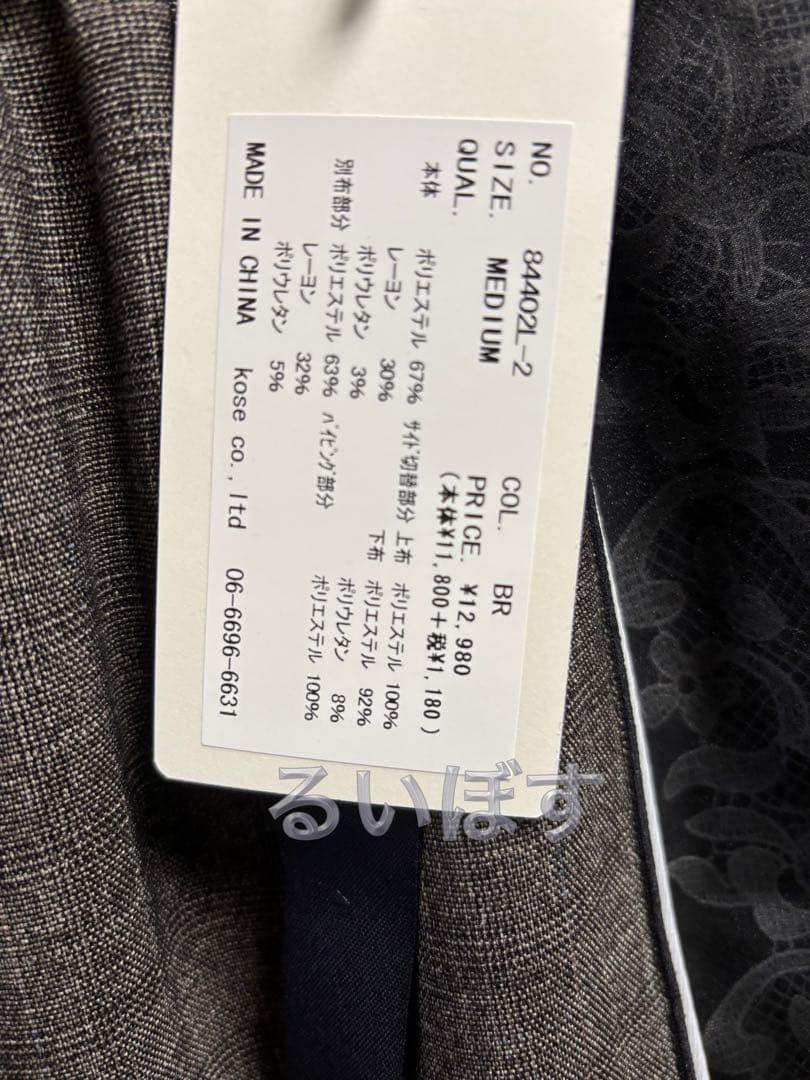 NO. 84402L-2 COL. BR
SIZE. MEDIUM PRICE. ¥12,980
QUAL. (本体¥11,800+税¥1,180)
本体 ポリエステル 67% サイド切替部分 上布 ポリエステル 100%
レーヨン 30% 下布 ポリエステル 92%
ポリウレタン 3% ポリウレタン 8%
別布部分 ポリエステル 63% パイピング部分 ポリエステル 100%
レーヨン 32%
ポリウレタン 5%
MADE IN CHINA kose co.,ltd 06-6696-6631
るいぼす